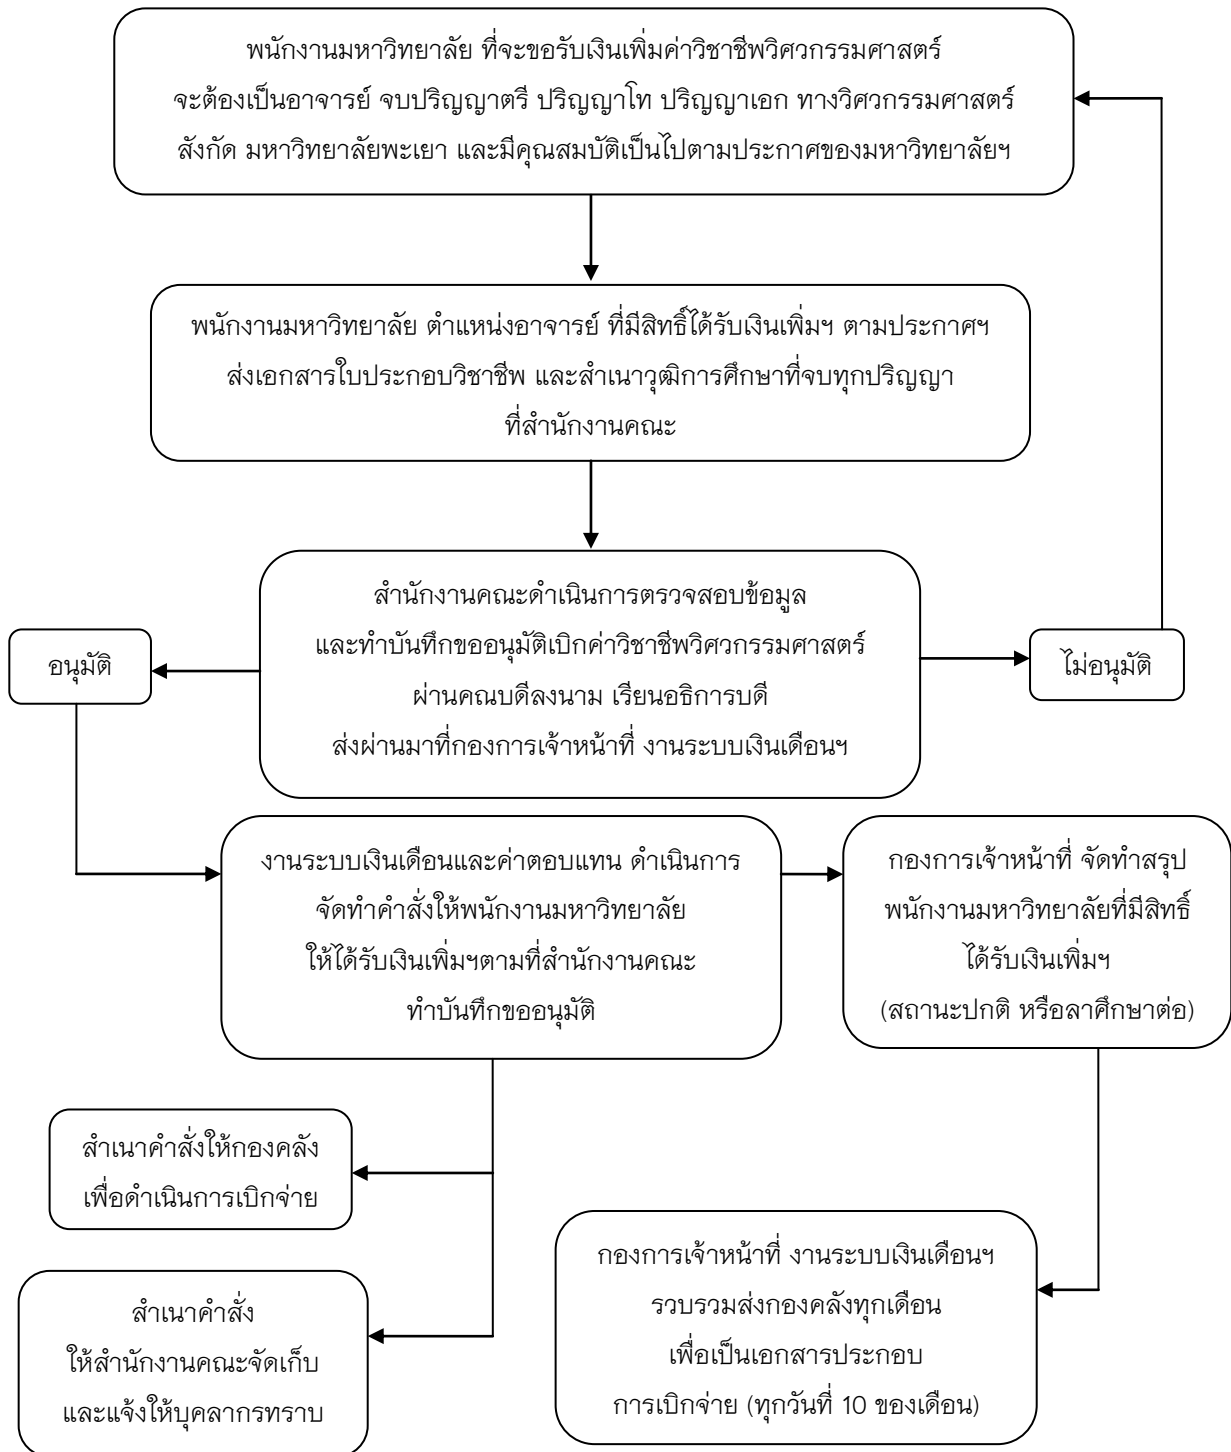 พนักงานมหาวิทยาลัย ที่จะขอรับเงินเพิ่มค่าวิชาชีพวิศวกรรมศาสตร์
จะต้องเป็นอาจารย์ จบปริญญาตรี ปริญญาโท ปริญญาเอก ทางวิศวกรรมศาสตร์
สังกัด มหาวิทยาลัยพะเยา และมีคุณสมบัติเป็นไปตามประกาศของมหาวิทยาลัยฯ
พนักงานมหาวิทยาลัย ตำแหน่งอาจารย์ ที่มีสิทธิ์ได้รับเงินเพิ่มฯ ตามประกาศฯ
ส่งเอกสารใบประกอบวิชาชีพ และสำเนาวุฒิการศึกษาที่จบทุกปริญญา
ที่สำนักงานคณะ
สำนักงานคณะดำเนินการตรวจสอบข้อมูล
และทำบันทึกขออนุมัติเบิกค่าวิชาชีพวิศวกรรมศาสตร์
ผ่านคณบดีลงนาม เรียนอธิการบดี
ส่งผ่านมาที่กองการเจ้าหน้าที่ งานระบบเงินเดือนฯ
อนุมัติ
ไม่อนุมัติ
งานระบบเงินเดือนและค่าตอบแทน ดำเนินการ
จัดทำคำสั่งให้พนักงานมหาวิทยาลัย
ให้ได้รับเงินเพิ่มฯตามที่สำนักงานคณะ
ทำบันทึกขออนุมัติ
กองการเจ้าหน้าที่ จัดทำสรุป
พนักงานมหาวิทยาลัยที่มีสิทธิ์
ได้รับเงินเพิ่มฯ
(สถานะปกติ หรือลาศึกษาต่อ)
สำเนาคำสั่งให้กองคลัง
เพื่อดำเนินการเบิกจ่าย
สำเนาคำสั่ง
ให้สำนักงานคณะจัดเก็บ
และแจ้งให้บุคลากรทราบ
กองการเจ้าหน้าที่ งานระบบเงินเดือนฯ
รวบรวมส่งกองคลังทุกเดือน
เพื่อเป็นเอกสารประกอบ
การเบิกจ่าย (ทุกวันที่ 10 ของเดือน)